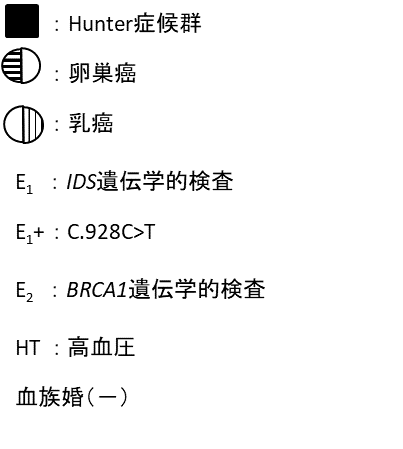 ：Hunter症候群
：卵巣癌
：乳癌
E1 ：IDS遺伝学的検査
E1+：C.928C>T
E2 ：BRCA1遺伝学的検査
HT ：高血圧
血族婚（－）